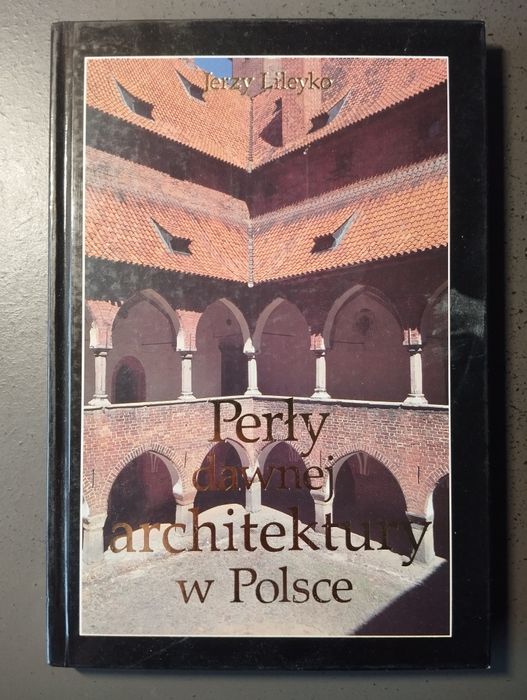 Jerzy Lileyko
Perły
dawnej
architektury
w Polsce